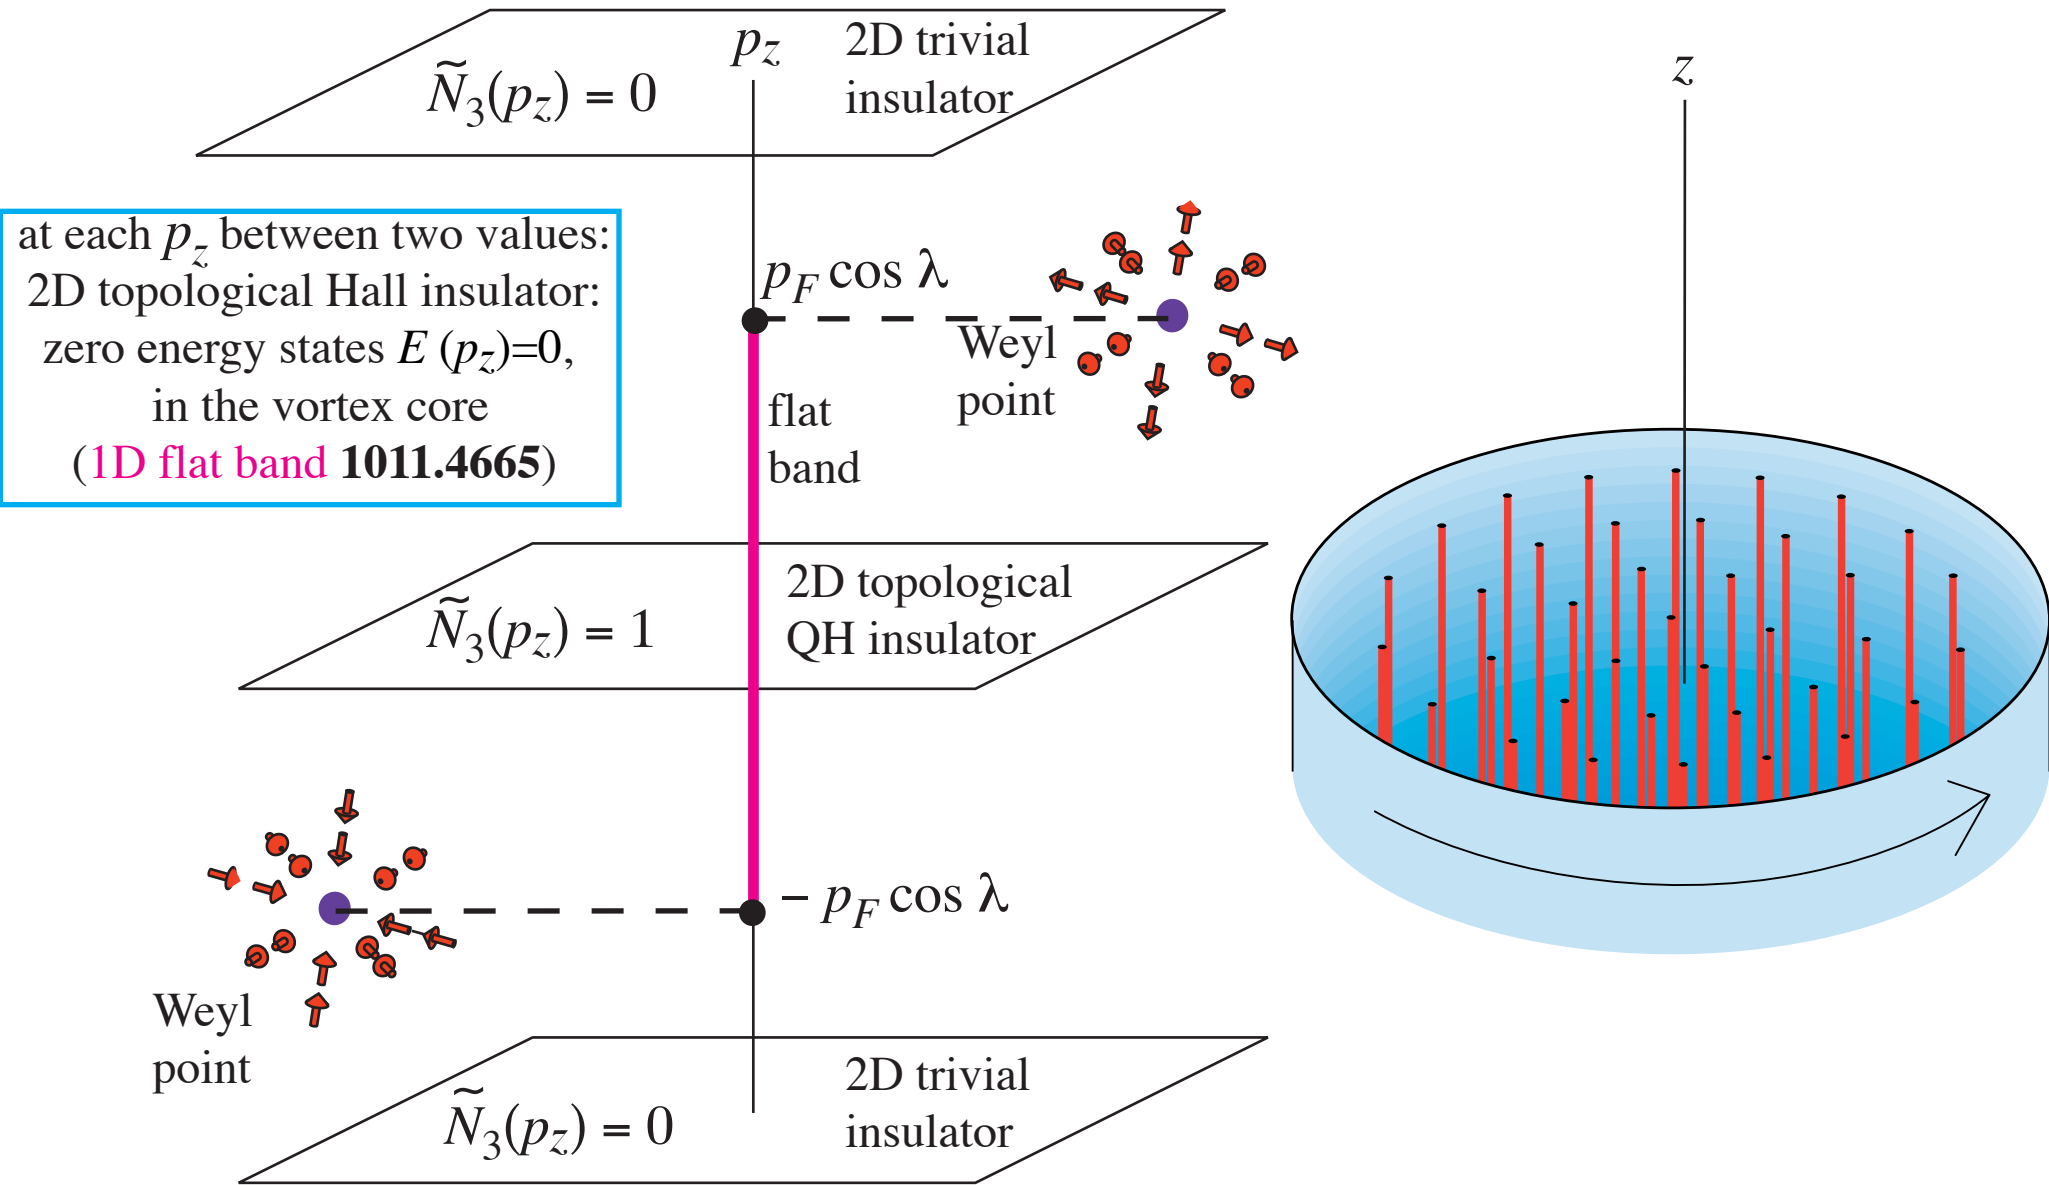 p_z
2D trivial
insulator
Ñ_3(p_z) = 0
z
at each p_z between two values:
2D topological Hall insulator:
zero energy states E (p_z)=0,
in the vortex core
(1D flat band 1011.4665)
p_F cos λ
Weyl
point
flat
band
2D topological
QH insulator
Ñ_3(p_z) = 1
– p_F cos λ
Weyl
point
2D trivial
insulator
Ñ_3(p_z) = 0